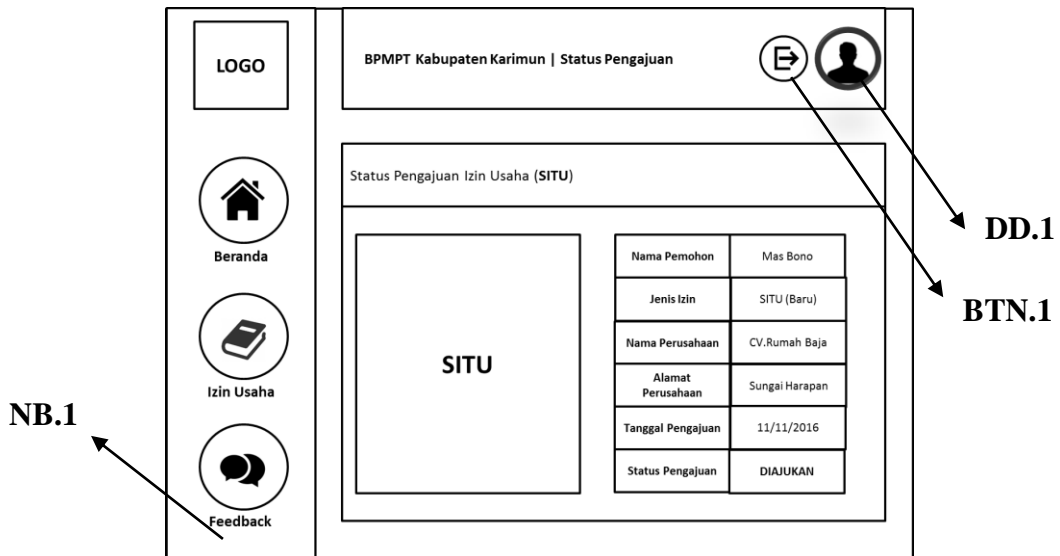 LOGO
BPMPT Kabupaten Karimun | Status Pengajuan
Status Pengajuan Izin Usaha (SITU)
Beranda
Izin Usaha
Feedback
SITU
Nama Pemohon Mas Bono
Jenis Izin SITU (Baru)
Nama Perusahaan CV.Rumah Baja
Alamat
Perusahaan Sungai Harapan
Tanggal Pengajuan 11/11/2016
Status Pengajuan DIAJUKAN
DD.1
BTN.1
NB.1